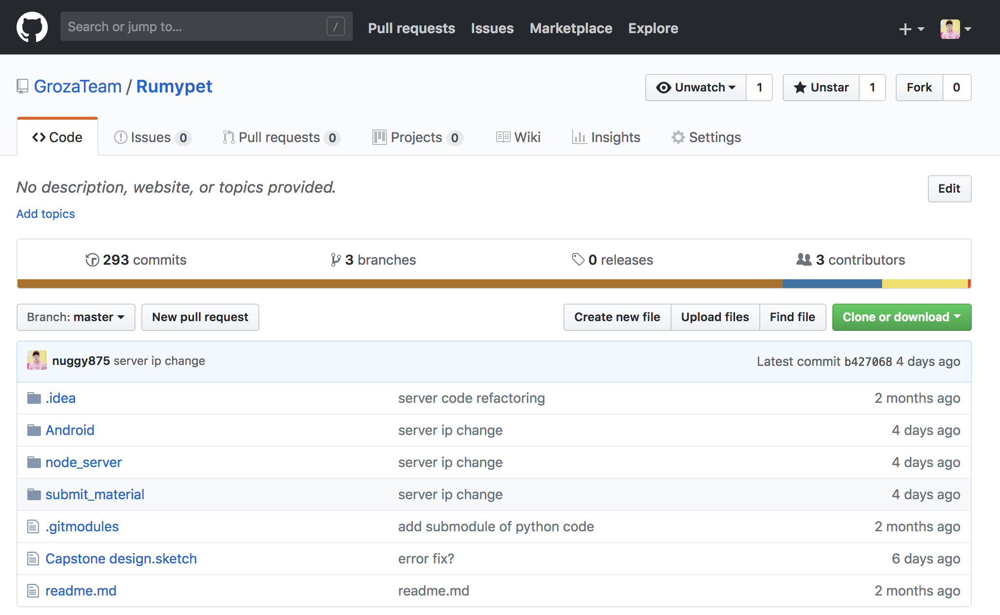 Search or jump to... /
Pull requests Issues Marketplace Explore
GrozaTeam / Rumypet
Unwatch 1 Unstar 1 Fork 0
Code Issues 0 Pull requests 0 Projects 0 Wiki Insights Settings
No description, website, or topics provided.
Edit
Add topics
293 commits 3 branches 0 releases 3 contributors
Branch: master New pull request Create new file Upload files Find file Clone or download
nuggy875 server ip change Latest commit b427068 4 days ago
.idea server code refactoring 2 months ago
Android server ip change 4 days ago
node_server server ip change 4 days ago
submit_material server ip change 4 days ago
.gitmodules add submodule of python code 2 months ago
Capstone design.sketch error fix? 6 days ago
readme.md readme.md 2 months ago